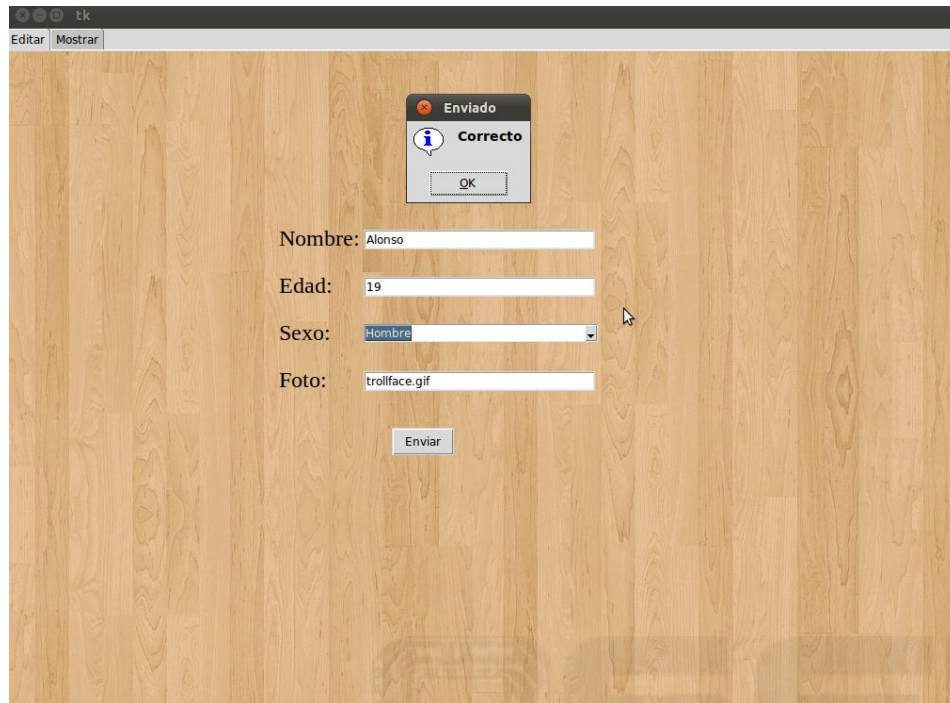 tk
Editar Mostrar
Enviado
Correcto
OK
Nombre: Alonso
Edad: 19
Sexo: Hombre
Foto: trollface.gif
Enviar